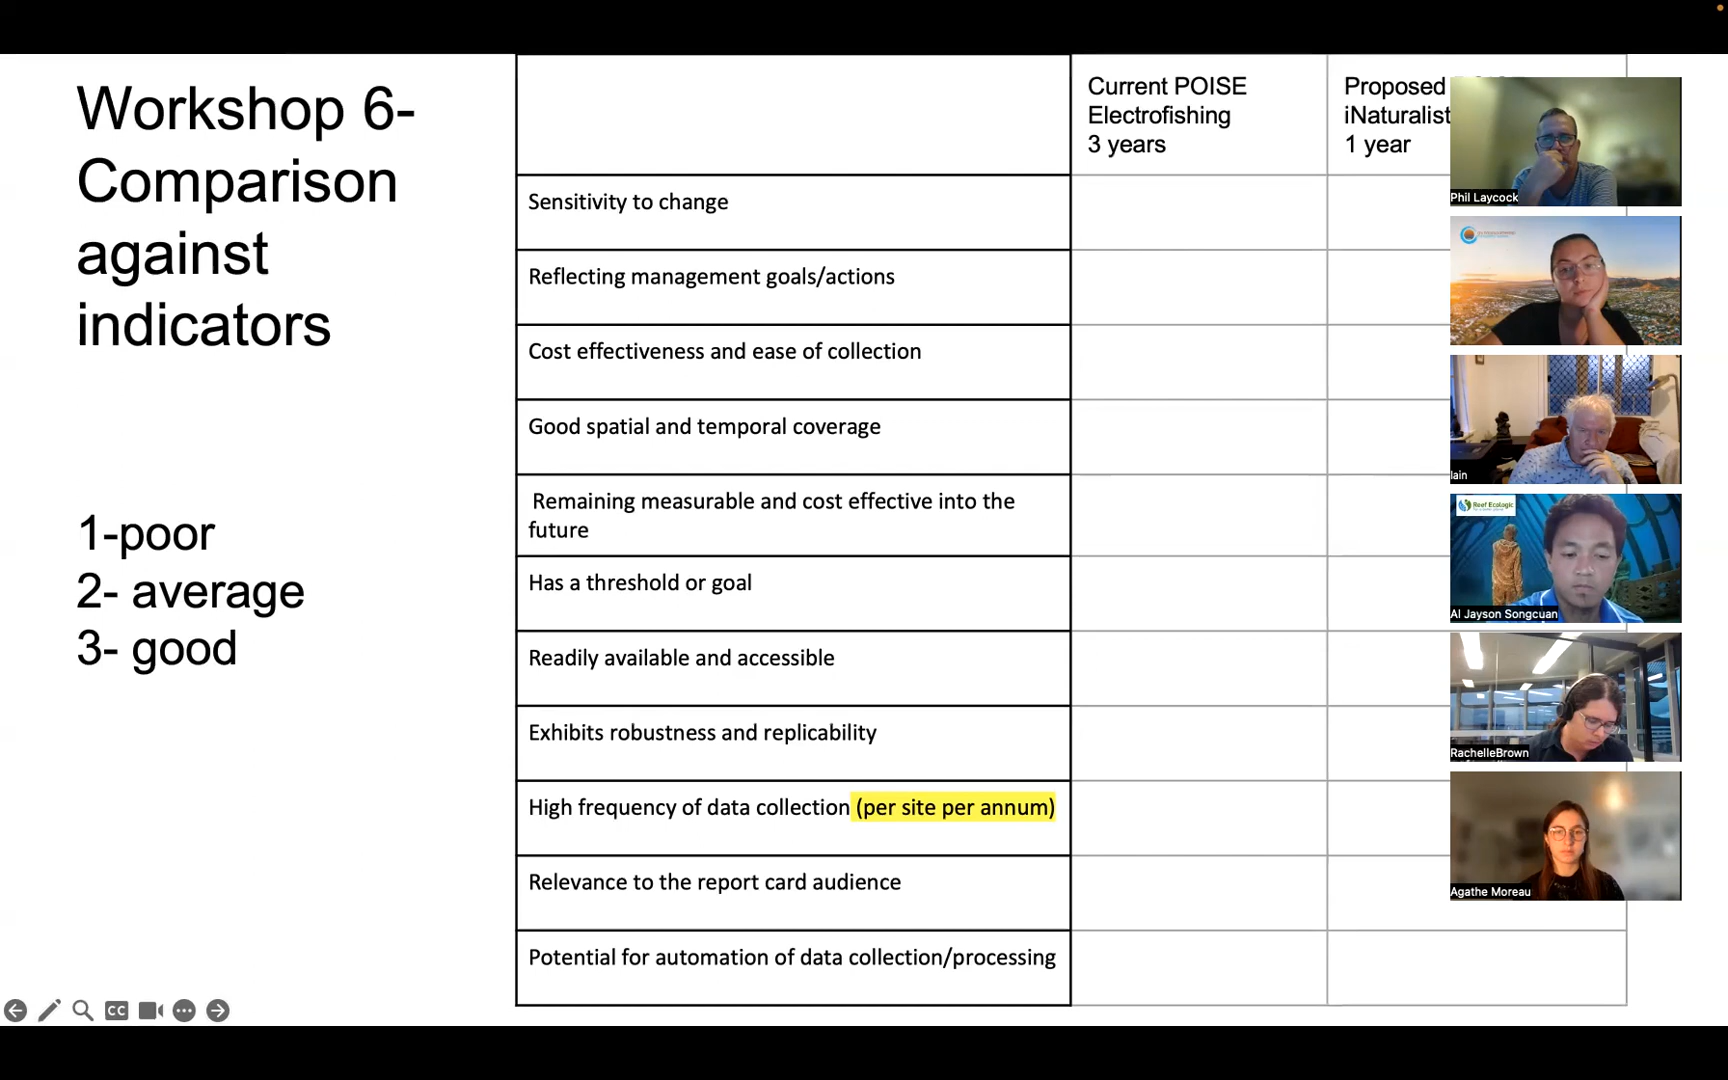 Workshop 6-
Comparison
against
indicators
1-poor
2- average
3- good
Current POISE
Electrofishing
3 years
Proposed
iNaturalist
1 year
Sensitivity to change
Reflecting management goals/actions
Cost effectiveness and ease of collection
Good spatial and temporal coverage
Remaining measurable and cost effective into the
future
Has a threshold or goal
Readily available and accessible
Exhibits robustness and replicability
High frequency of data collection (per site per annum)
Relevance to the report card audience
Potential for automation of data collection/processing
Phil Laycock
Iain
Reef Ecologic
Al Jayson Songcuan
RachelleBrown
Agathe Moreau
CC